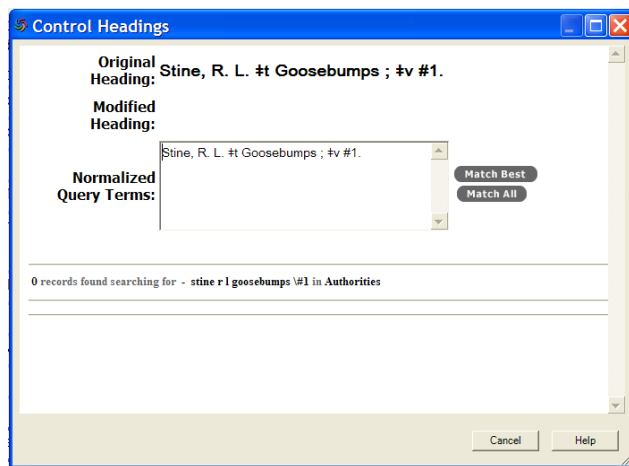 Control Headings
Original
Heading: Stine, R. L. ‡t Goosebumps ; ‡v #1.
Modified
Heading:
Stine, R. L. ‡t Goosebumps ; ‡v #1.
Normalized
Query Terms:
Match Best
Match All
0 records found searching for - stine r l goosebumps \#1 in Authorities
Cancel Help